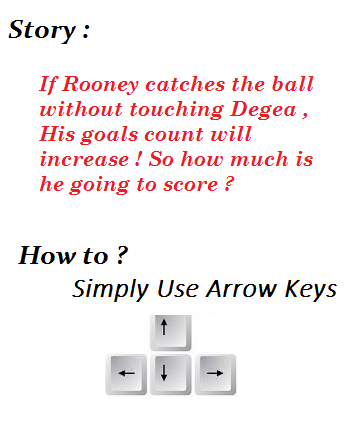 Story :
If Rooney catches the ball
without touching Degea ,
His goals count will
increase ! So how much is
he going to score ?
How to ?
Simply Use Arrow Keys
↑
← ↓ →